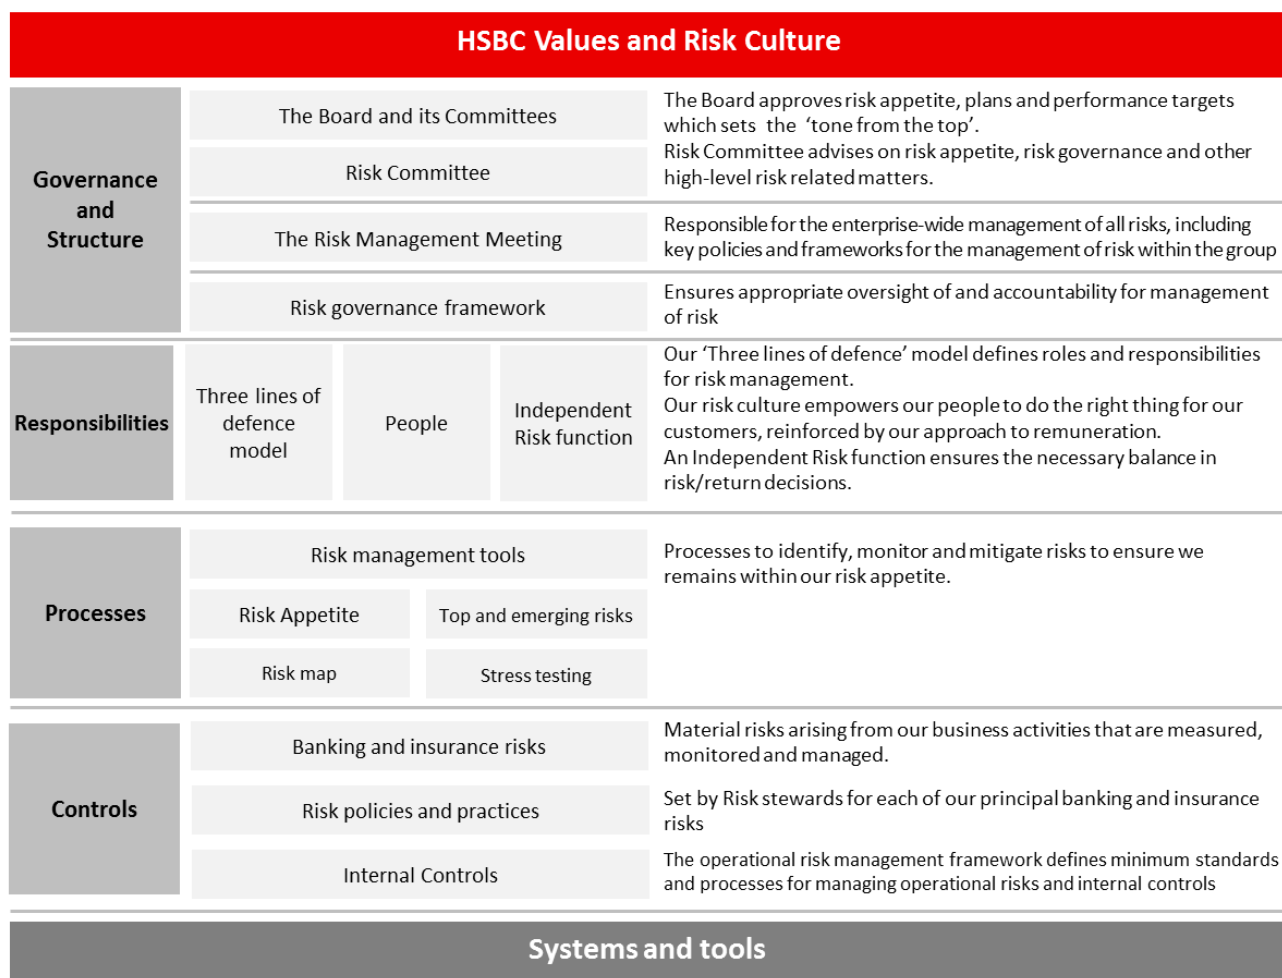 HSBC Values and Risk Culture
Governance
and
Structure
The Board and its Committees
Risk Committee
The Board approves risk appetite, plans and performance targets
which sets the ‘tone from the top’.
Risk Committee advises on risk appetite, risk governance and other
high-level risk related matters.
The Risk Management Meeting
Responsible for the enterprise-wide management of all risks, including
key policies and frameworks for the management of risk within the group
Risk governance framework
Ensures appropriate oversight of and accountability for management
of risk
Responsibilities
Three lines of
defence
model
People
Independent
Risk function
Our ‘Three lines of defence’ model defines roles and responsibilities
for risk management.
Our risk culture empowers our people to do the right thing for our
customers, reinforced by our approach to remuneration.
An Independent Risk function ensures the necessary balance in
risk/return decisions.
Processes
Risk management tools
Risk Appetite
Top and emerging risks
Risk map
Stress testing
Processes to identify, monitor and mitigate risks to ensure we
remains within our risk appetite.
Controls
Banking and insurance risks
Material risks arising from our business activities that are measured,
monitored and managed.
Risk policies and practices
Set by Risk stewards for each of our principal banking and insurance
risks
Internal Controls
The operational risk management framework defines minimum standards
and processes for managing operational risks and internal controls
Systems and tools